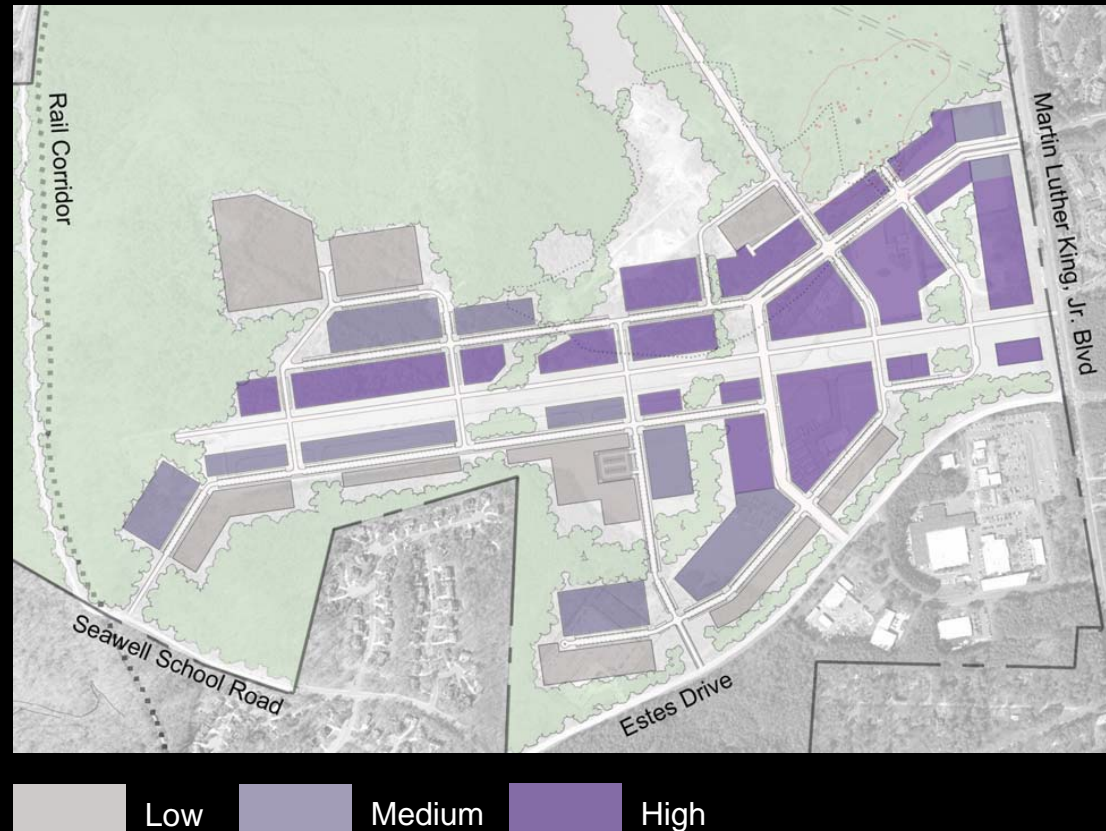 Rail Corridor
Martin Luther King, Jr. Blvd
Seawell School Road
Estes Drive
Low
Medium
High